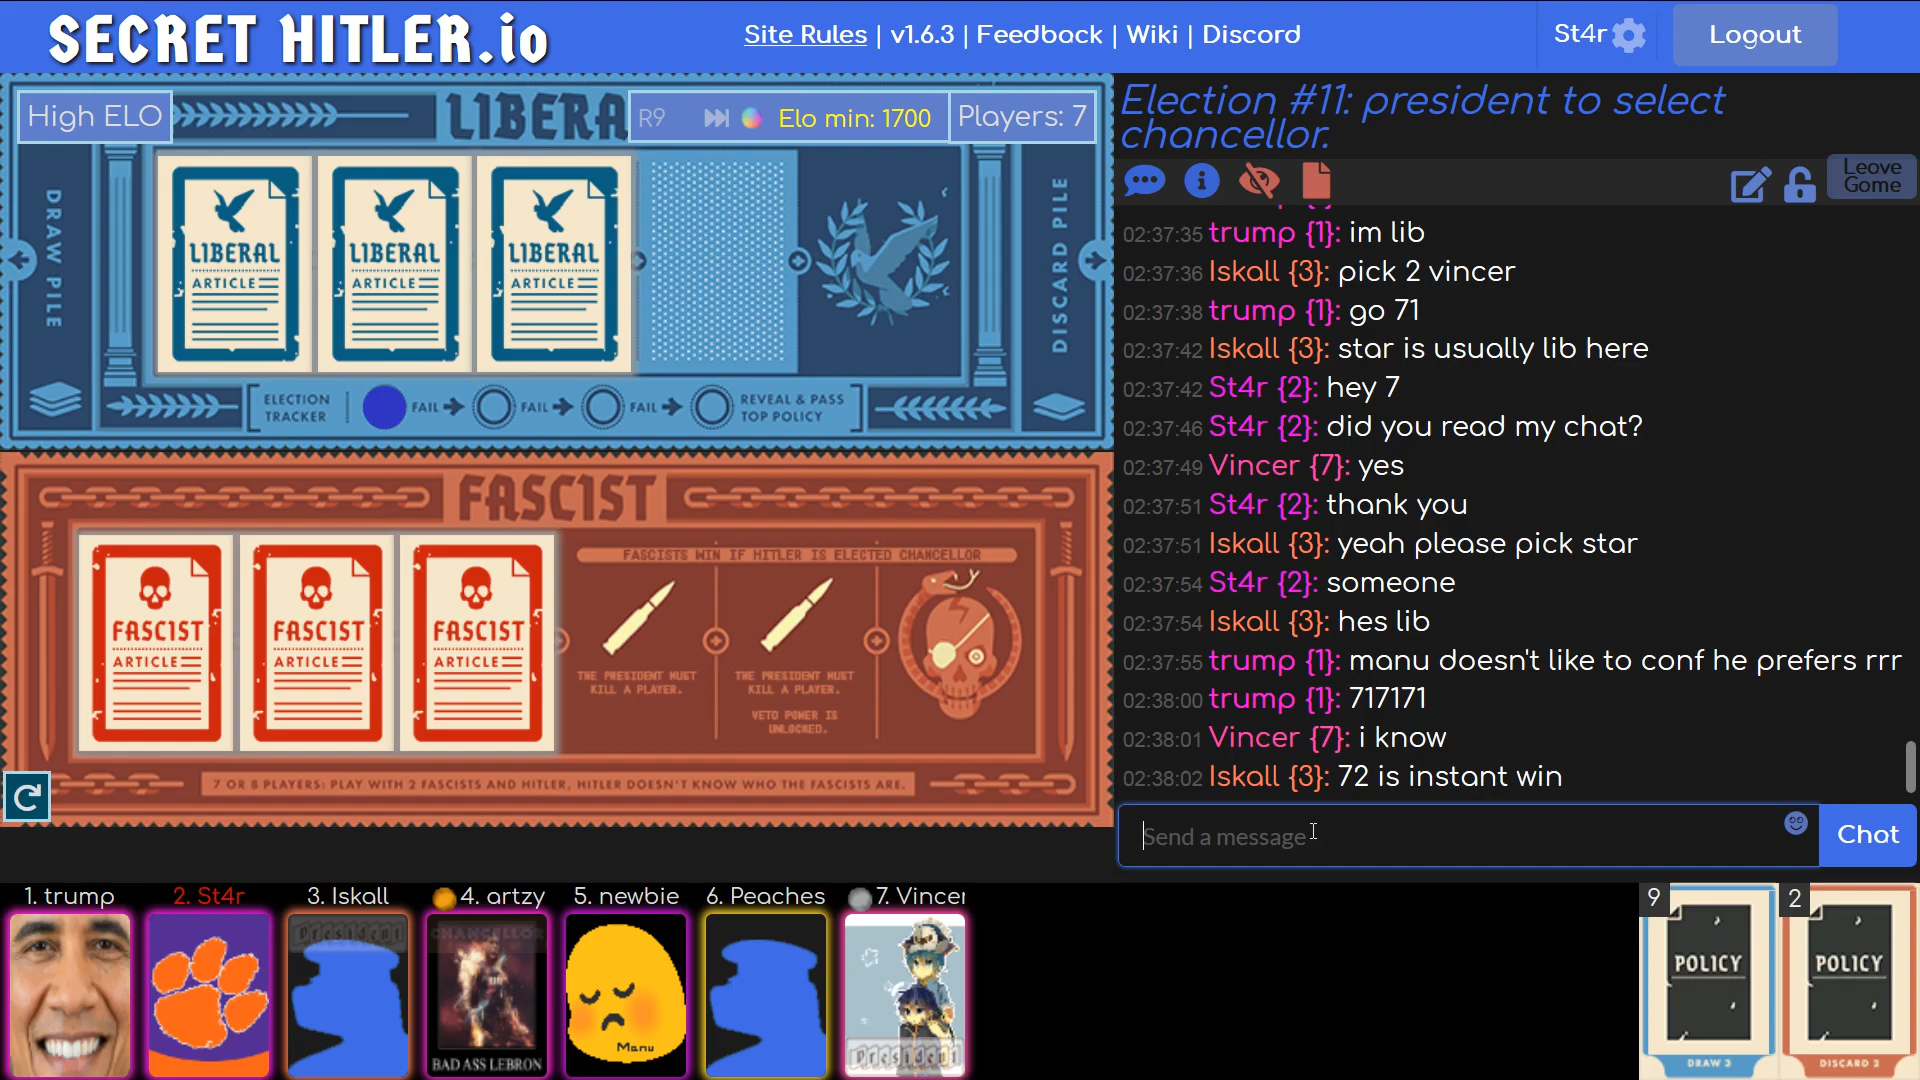 SECRET HITLER.io
Site Rules | v1.6.3 | Feedback | Wiki | Discord
St4r
Logout
High ELO
LIBERA
R9
Elo min: 1700
Players: 7
DRAW PILE
LIBERAL
ARTICLE
LIBERAL
ARTICLE
LIBERAL
ARTICLE
DISCARD PILE
ELECTION
TRACKER
FAIL
FAIL
FAIL
REVEAL & PASS
TOP POLICY
FASCIST
FASCIST
ARTICLE
FASCIST
ARTICLE
FASCIST
ARTICLE
FASCISTS WIN IF HITLER IS ELECTED CHANCELLOR
THE PRESIDENT MUST
KILL A PLAYER.
THE PRESIDENT MUST
KILL A PLAYER.
VETO POWER IS
UNLOCKED.
7 OR 8 PLAYERS: PLAY WITH 2 FASCISTS AND HITLER, HITLER DOESN'T KNOW WHO THE FASCISTS ARE.
Election #11: president to select
chancellor.
Leave
Game
02:37:35 trump {1}: im lib
02:37:36 Iskall {3}: pick 2 vincer
02:37:38 trump {1}: go 71
02:37:42 Iskall {3}: star is usually lib here
02:37:42 St4r {2}: hey 7
02:37:46 St4r {2}: did you read my chat?
02:37:49 Vincer {7}: yes
02:37:51 St4r {2}: thank you
02:37:51 Iskall {3}: yeah please pick star
02:37:54 St4r {2}: someone
02:37:54 Iskall {3}: hes lib
02:37:55 trump {1}: manu doesn't like to conf he prefers rrr
02:38:00 trump {1}: 717171
02:38:01 Vincer {7}: i know
02:38:02 Iskall {3}: 72 is instant win
Send a message
Chat
1. trump
2. St4r
3. Iskall
4. artzy
5. newbie
6. Peaches
7. Vincer
President
CHANCELLOR
BAD ASS LEBRON
Manu
President
9
POLICY
DRAW 3
2
POLICY
DISCARD 2